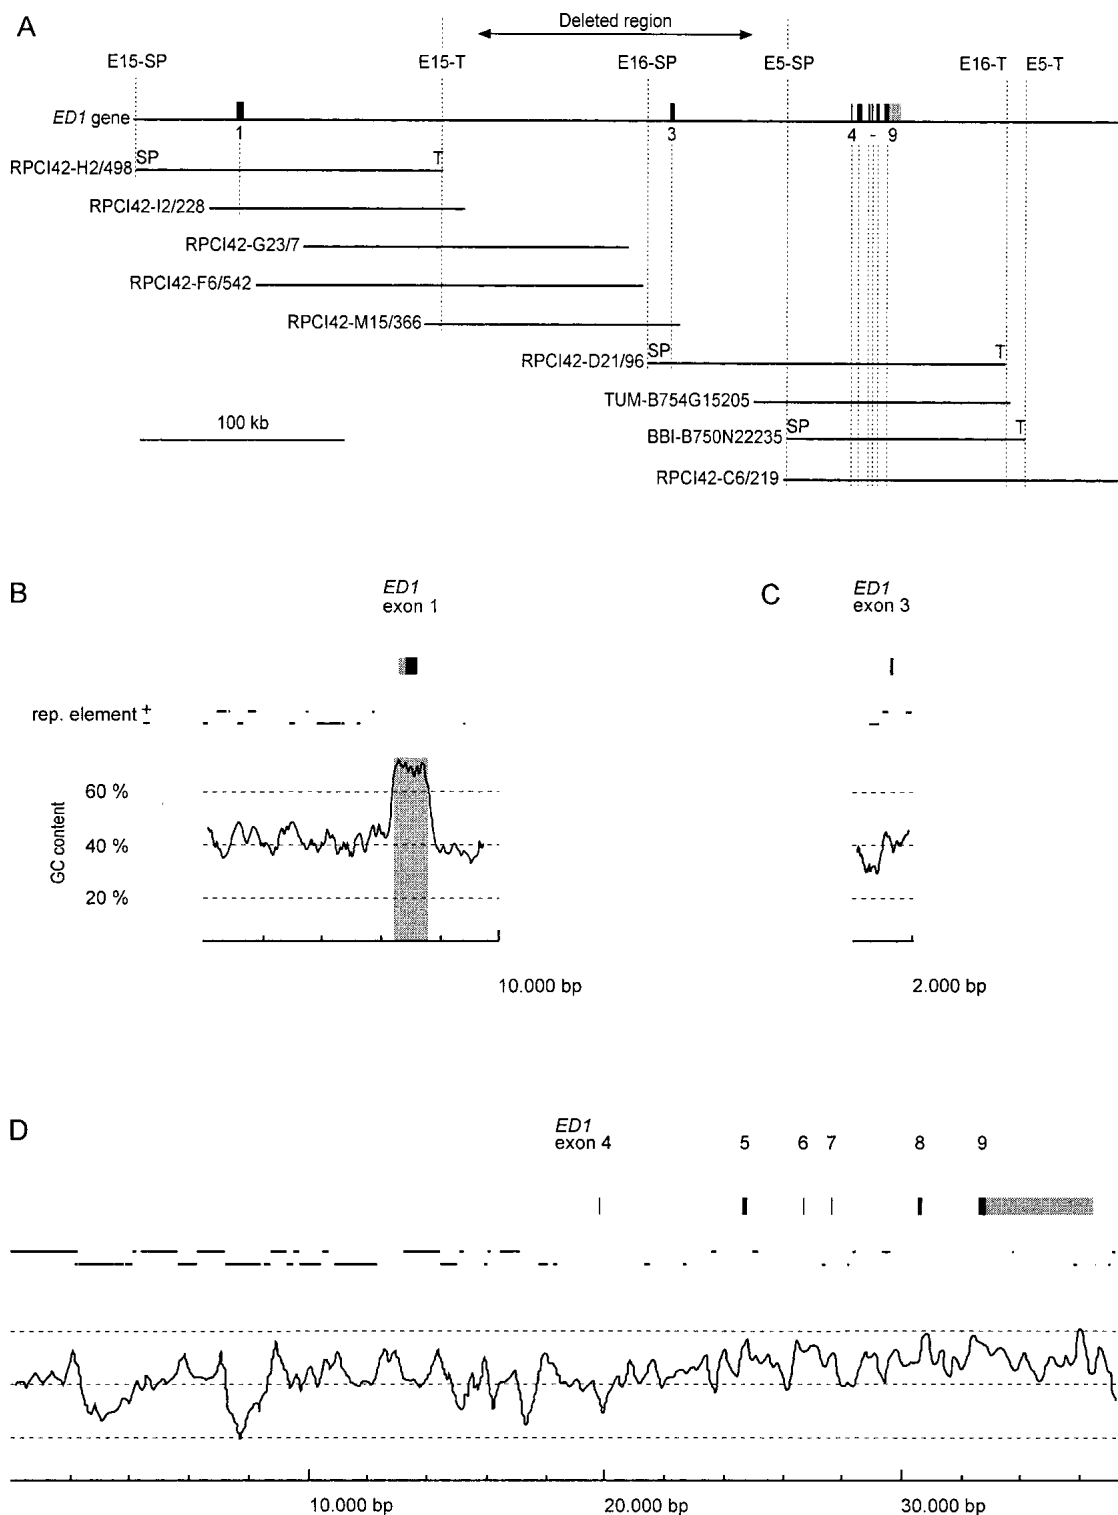 A
Deleted region
E15-SP E15-T E16-SP E5-SP E16-T E5-T
ED1 gene
1 3 4 - 9
SP T
RPCI42-H2/498
RPCI42-I2/228
RPCI42-G23/7
RPCI42-F6/542
RPCI42-M15/366
SP T
RPCI42-D21/96
TUM-B754G15205
100 kb
SP T
BBI-B750N22235
RPCI42-C6/219
B
ED1
exon 1
rep. element +
-
60 %
40 %
20 %
GC content
10.000 bp
C
ED1
exon 3
2.000 bp
D
ED1
exon 4 5 6 7 8 9
10.000 bp 20.000 bp 30.000 bp